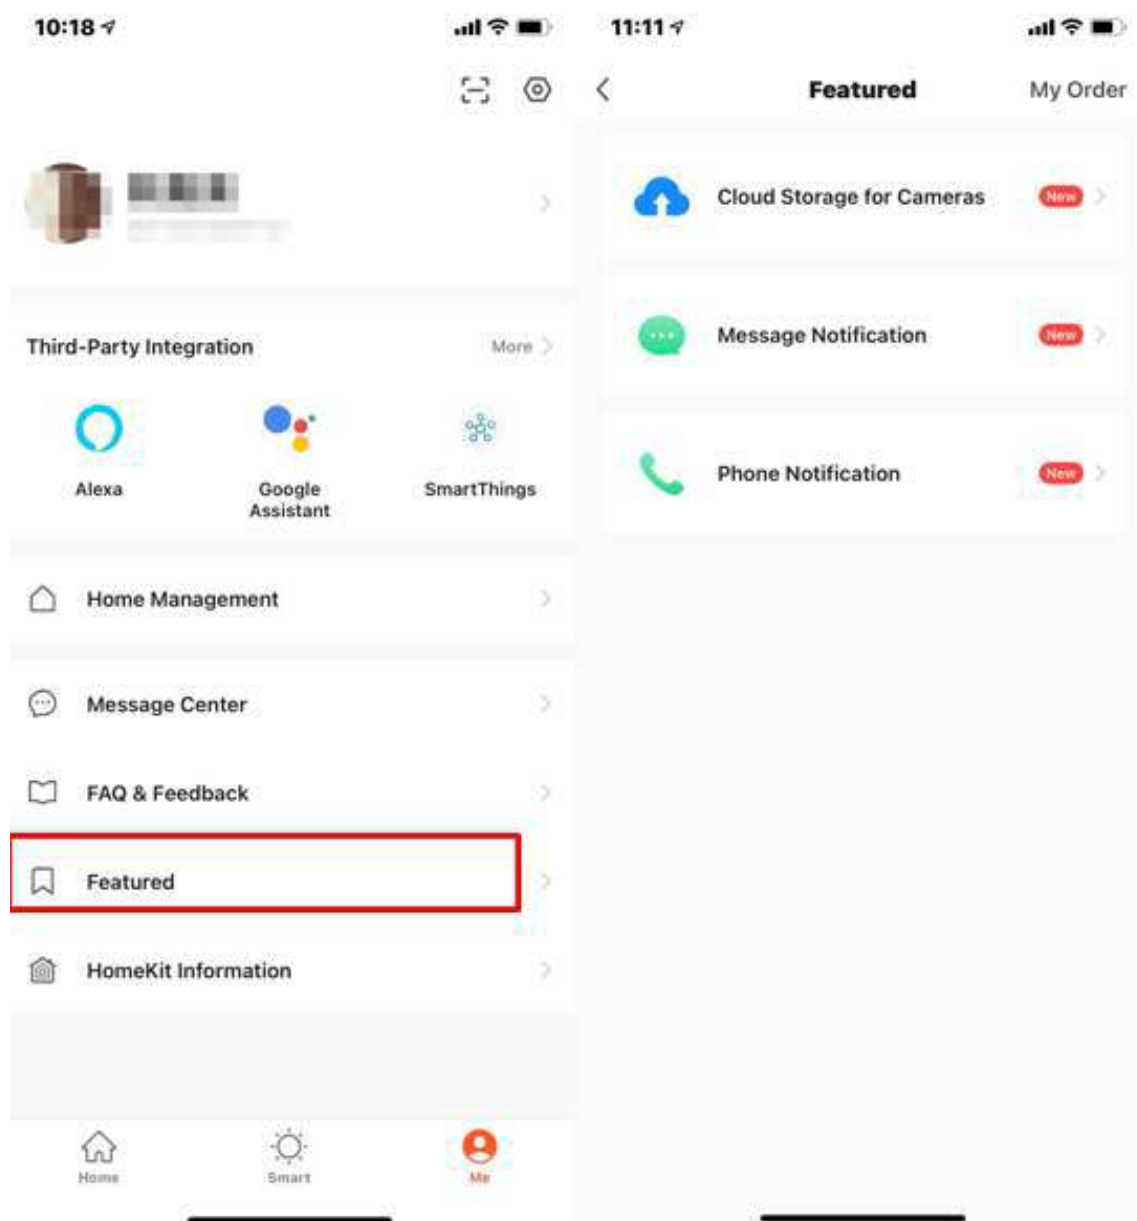 10:18
Third-Party Integration
More
Alexa
Google
Assistant
SmartThings
Home Management
Message Center
FAQ & Feedback
Featured
HomeKit Information
Home
Smart
Me
11:11
Featured
My Order
Cloud Storage for Cameras
New
Message Notification
New
Phone Notification
New